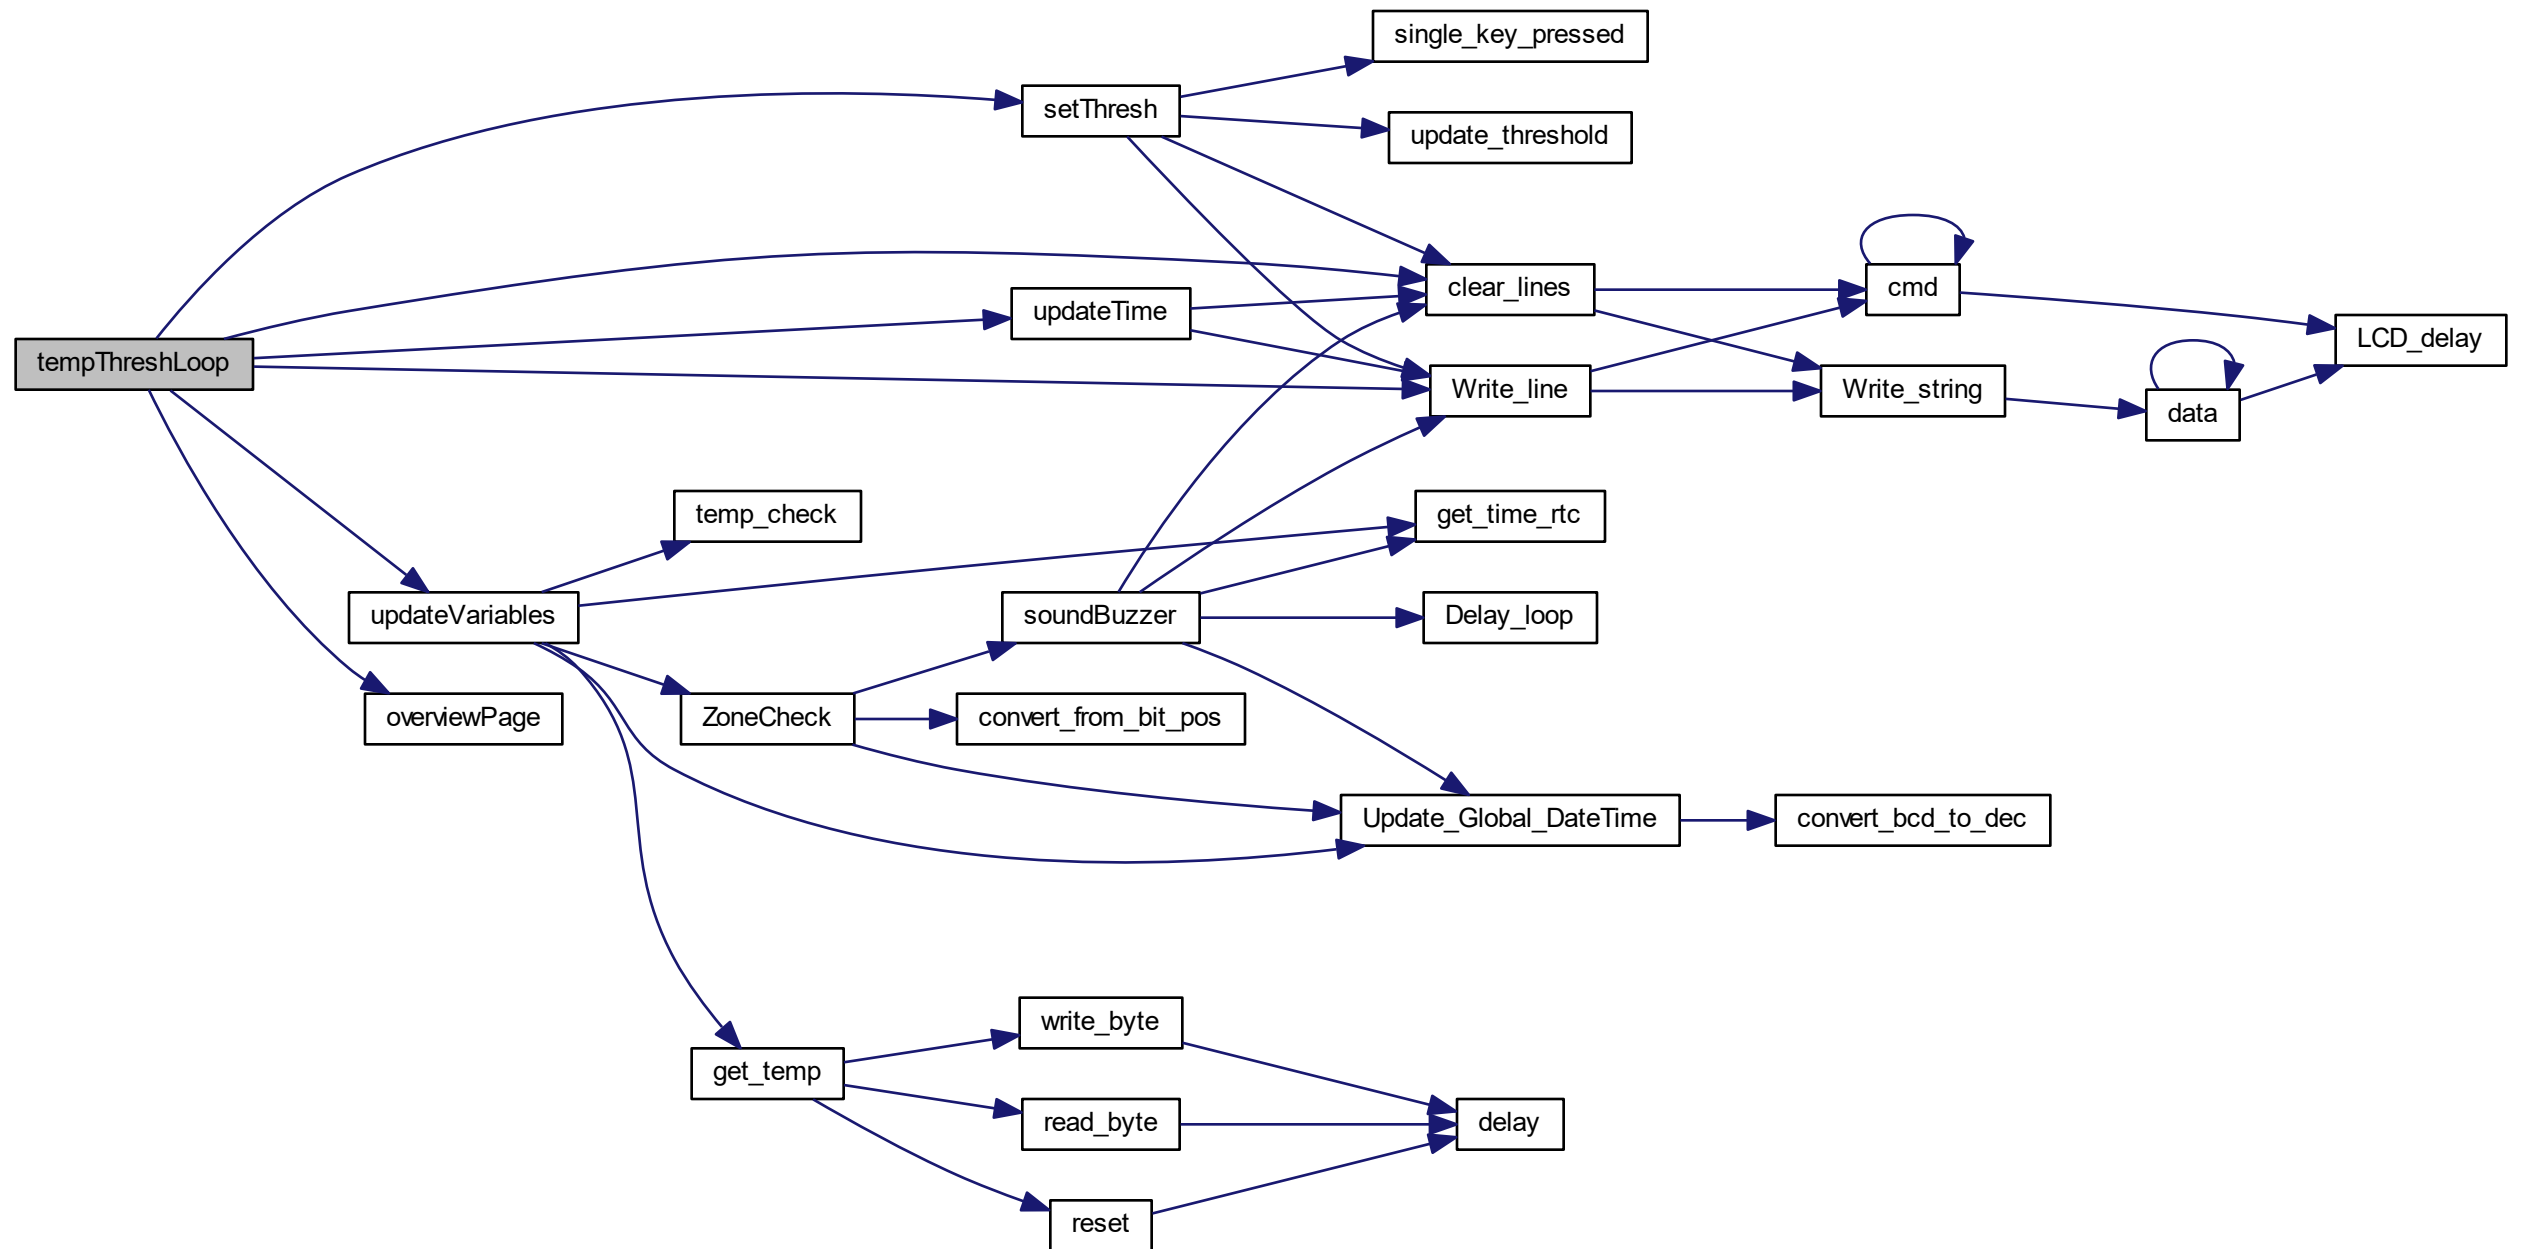 single_key_pressed
setThresh
update_threshold
clear_lines
cmd
updateTime
LCD_delay
tempThreshLoop
Write_line
Write_string
data
temp_check
get_time_rtc
updateVariables
soundBuzzer
Delay_loop
overviewPage
ZoneCheck
convert_from_bit_pos
Update_Global_DateTime
convert_bcd_to_dec
write_byte
get_temp
read_byte
delay
reset